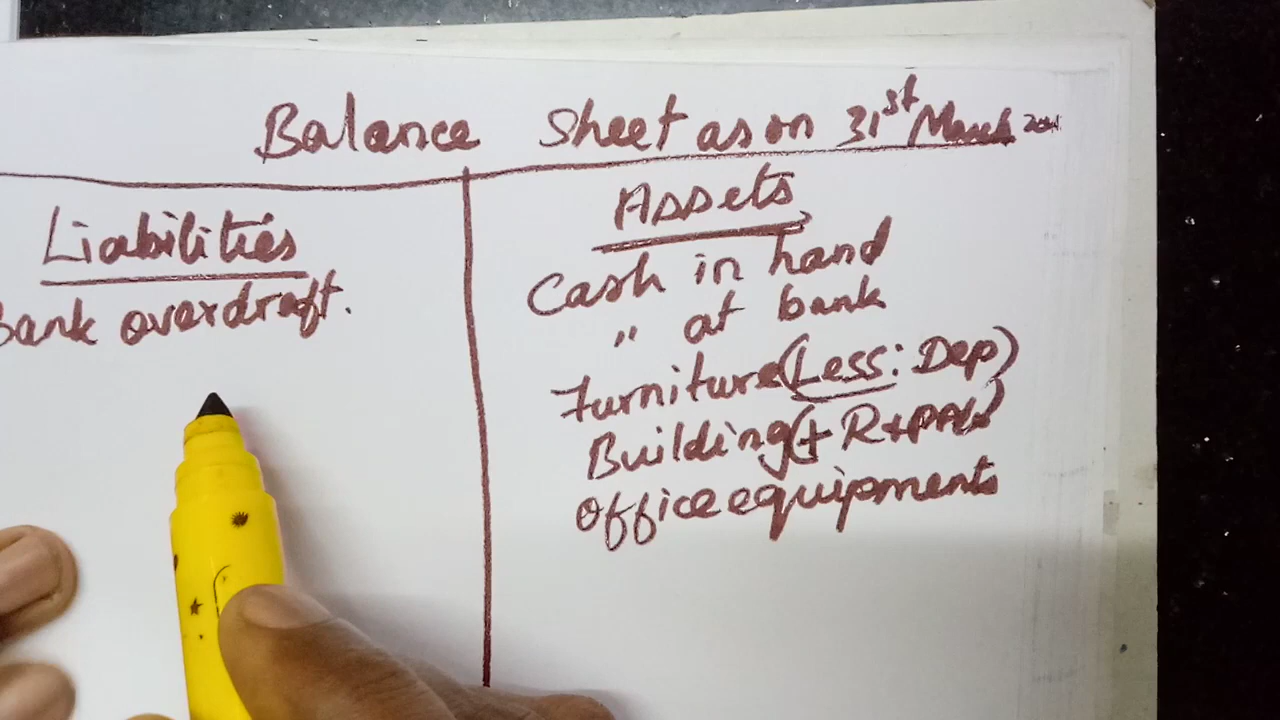 Balance Sheet as on 31st March
Liabilities
Bank overdraft.
Assets
Cash in hand
" at bank
Furniture (Less: Dep)
Building (+ R
Office equipments